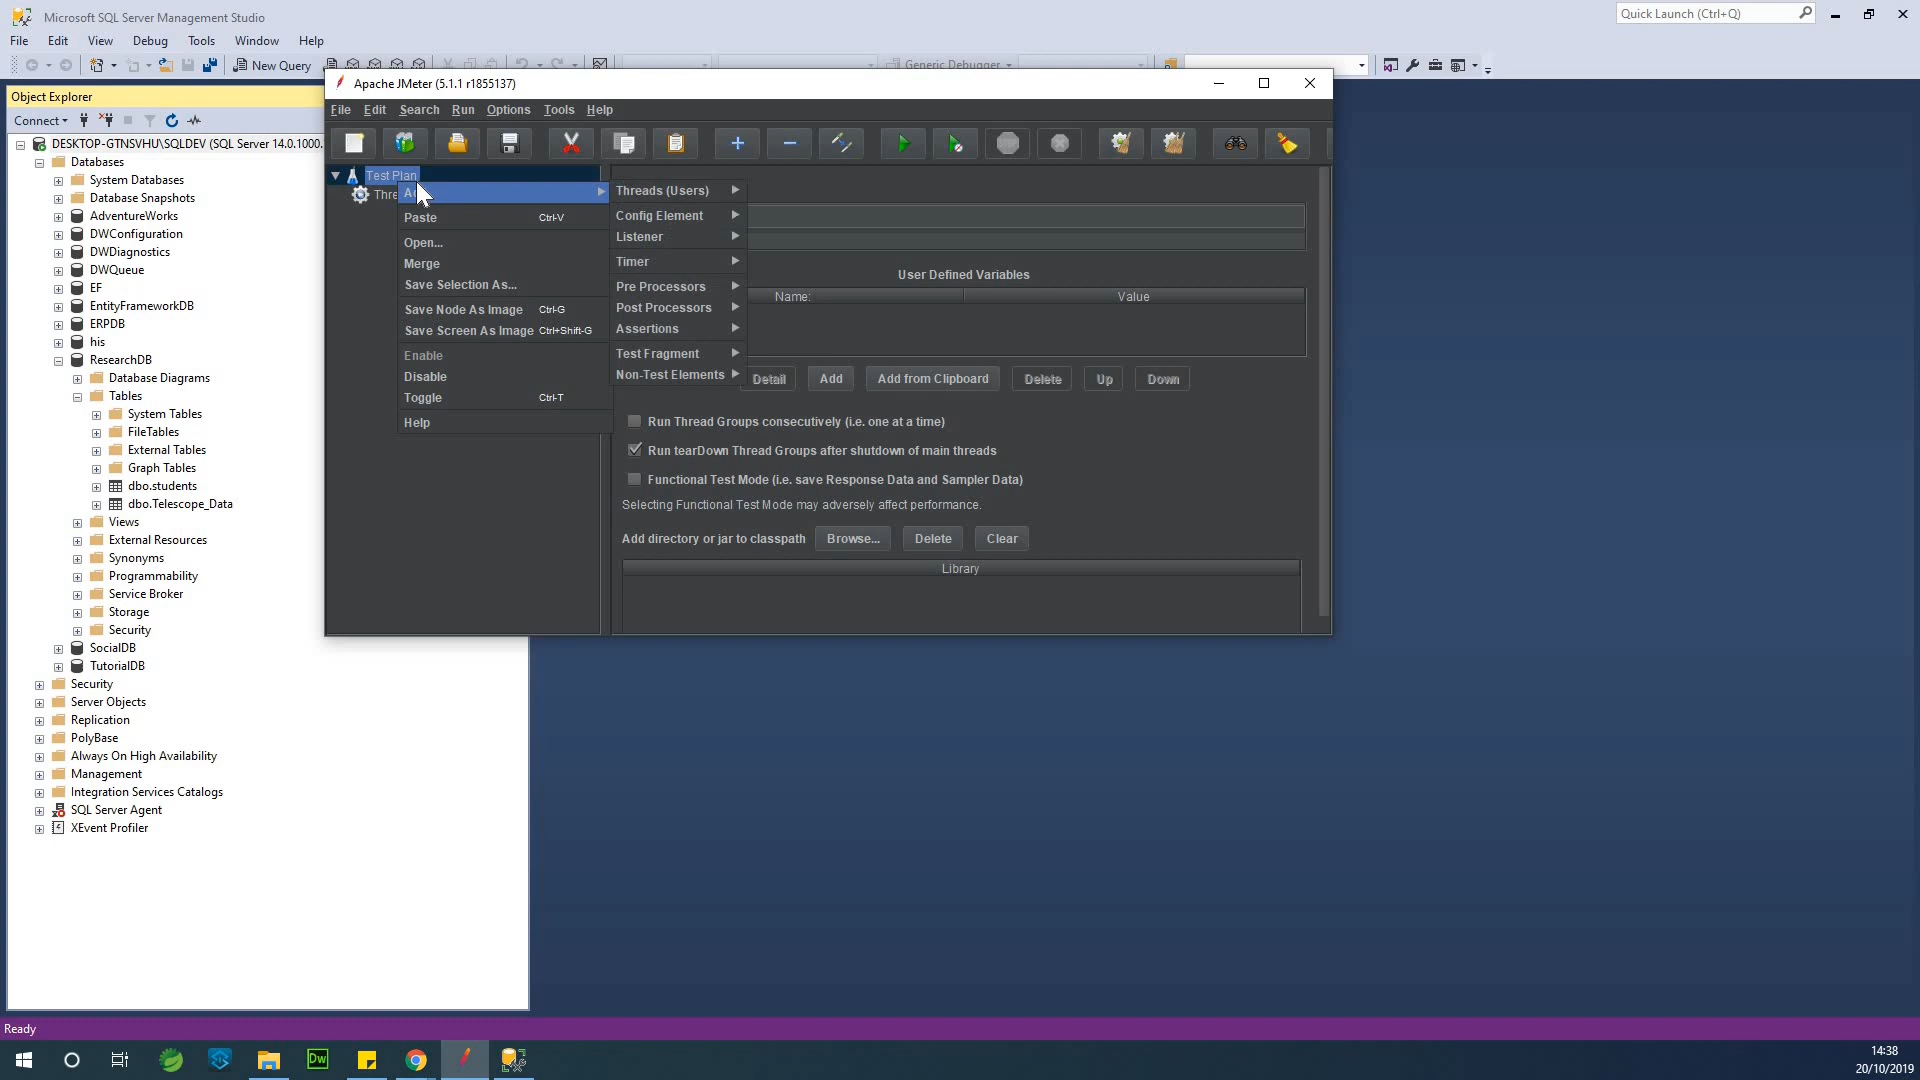 Microsoft SQL Server Management Studio
Quick Launch (Ctrl+Q)
File Edit View Debug Tools Window Help
New Query
Generic Debugger
Object Explorer
Connect
DESKTOP-GTNSVHU\SQLDEV (SQL Server 14.0.1000.
Databases
System Databases
Database Snapshots
AdventureWorks
DWConfiguration
DWDiagnostics
DWQueue
EF
EntityFrameworkDB
ERPDB
his
ResearchDB
Database Diagrams
Tables
System Tables
FileTables
External Tables
Graph Tables
dbo.students
dbo.Telescope_Data
Views
External Resources
Synonyms
Programmability
Service Broker
Storage
Security
SocialDB
TutorialDB
Security
Server Objects
Replication
PolyBase
Always On High Availability
Management
Integration Services Catalogs
SQL Server Agent
XEvent Profiler
Apache JMeter (5.1.1 r1855137)
File Edit Search Run Options Tools Help
Test Plan
Thre
Paste Ctrl-V
Open...
Merge
Save Selection As...
Save Node As Image Ctrl-G
Save Screen As Image Ctrl+Shift-G
Enable
Disable
Toggle Ctrl-T
Help
Threads (Users)
Config Element
Listener
Timer
Pre Processors
Post Processors
Assertions
Test Fragment
Non-Test Elements
User Defined Variables
Name: Value
Detail Add Add from Clipboard Delete Up Down
Run Thread Groups consecutively (i.e. one at a time)
Run tearDown Thread Groups after shutdown of main threads
Functional Test Mode (i.e. save Response Data and Sampler Data)
Selecting Functional Test Mode may adversely affect performance.
Add directory or jar to classpath Browse... Delete Clear
Library
Ready
Dw
14:38
20/10/2019